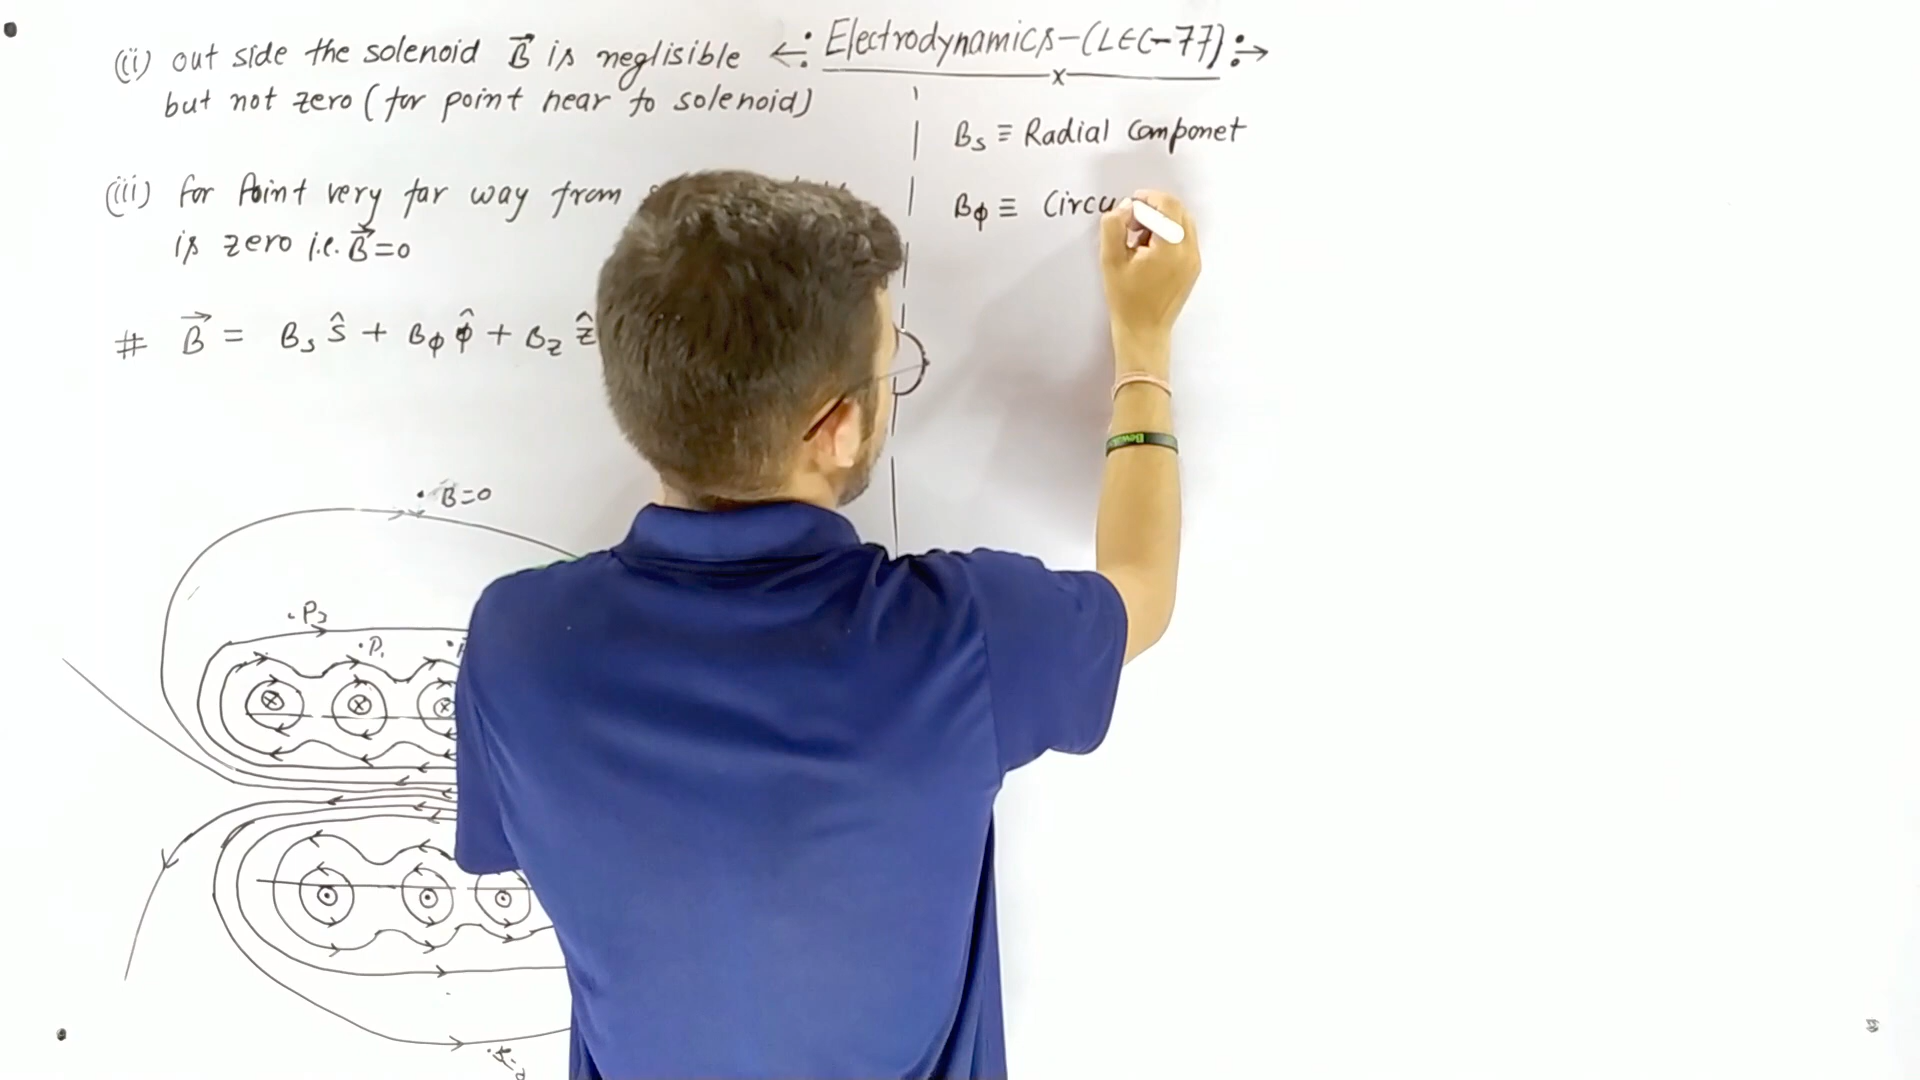 ←: Electrodynamics-(LEC-77) :→
x
(ii) out side the solenoid B⃗ is neglisible
but not zero (for point near to solenoid)
(iii) for Point very far way from
is zero i.e. B⃗=0
# B⃗ = Bₛ ŝ + Bᵩ φ̂ + B_z ẑ
Bₛ ≡ Radial Componet
Bᵩ ≡ Circu
B=0
.P₃
.P₁